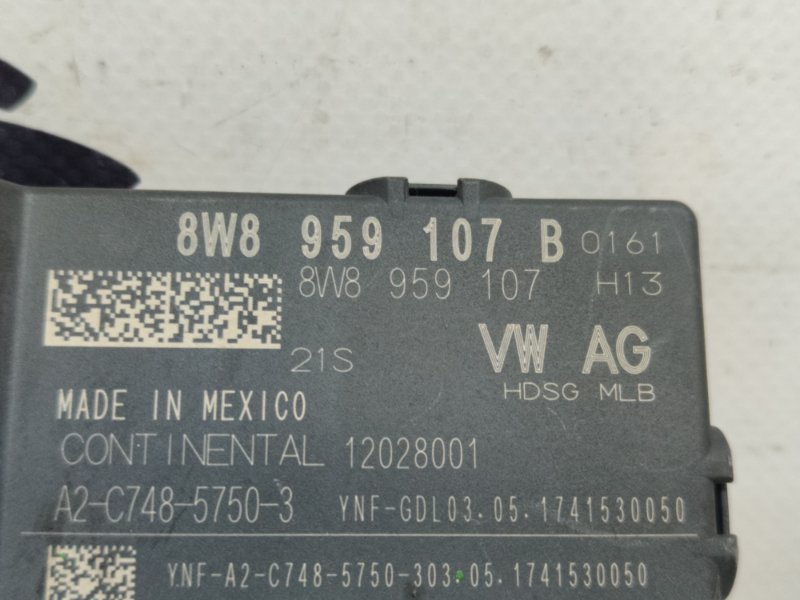 8W8 959 107 B 0161
8W8 959 107 H13
21S VW AG
HDSG MLB
MADE IN MEXICO
CONTINENTAL 12028001
A2-C748-5750-3 YNF-GDL03.05.1741530050
YNF-A2-C748-5750-303.05.1741530050